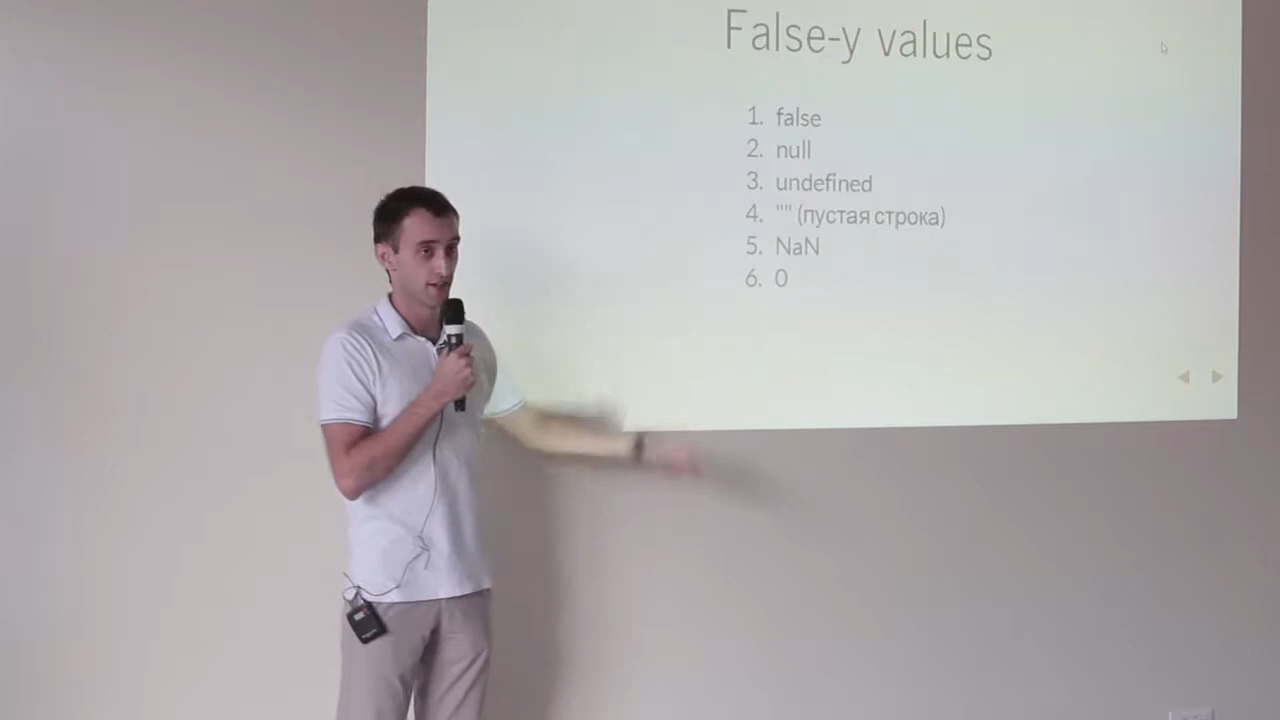 False-y values
1. false
2. null
3. undefined
4. "" (пустая строка)
5. NaN
6. 0